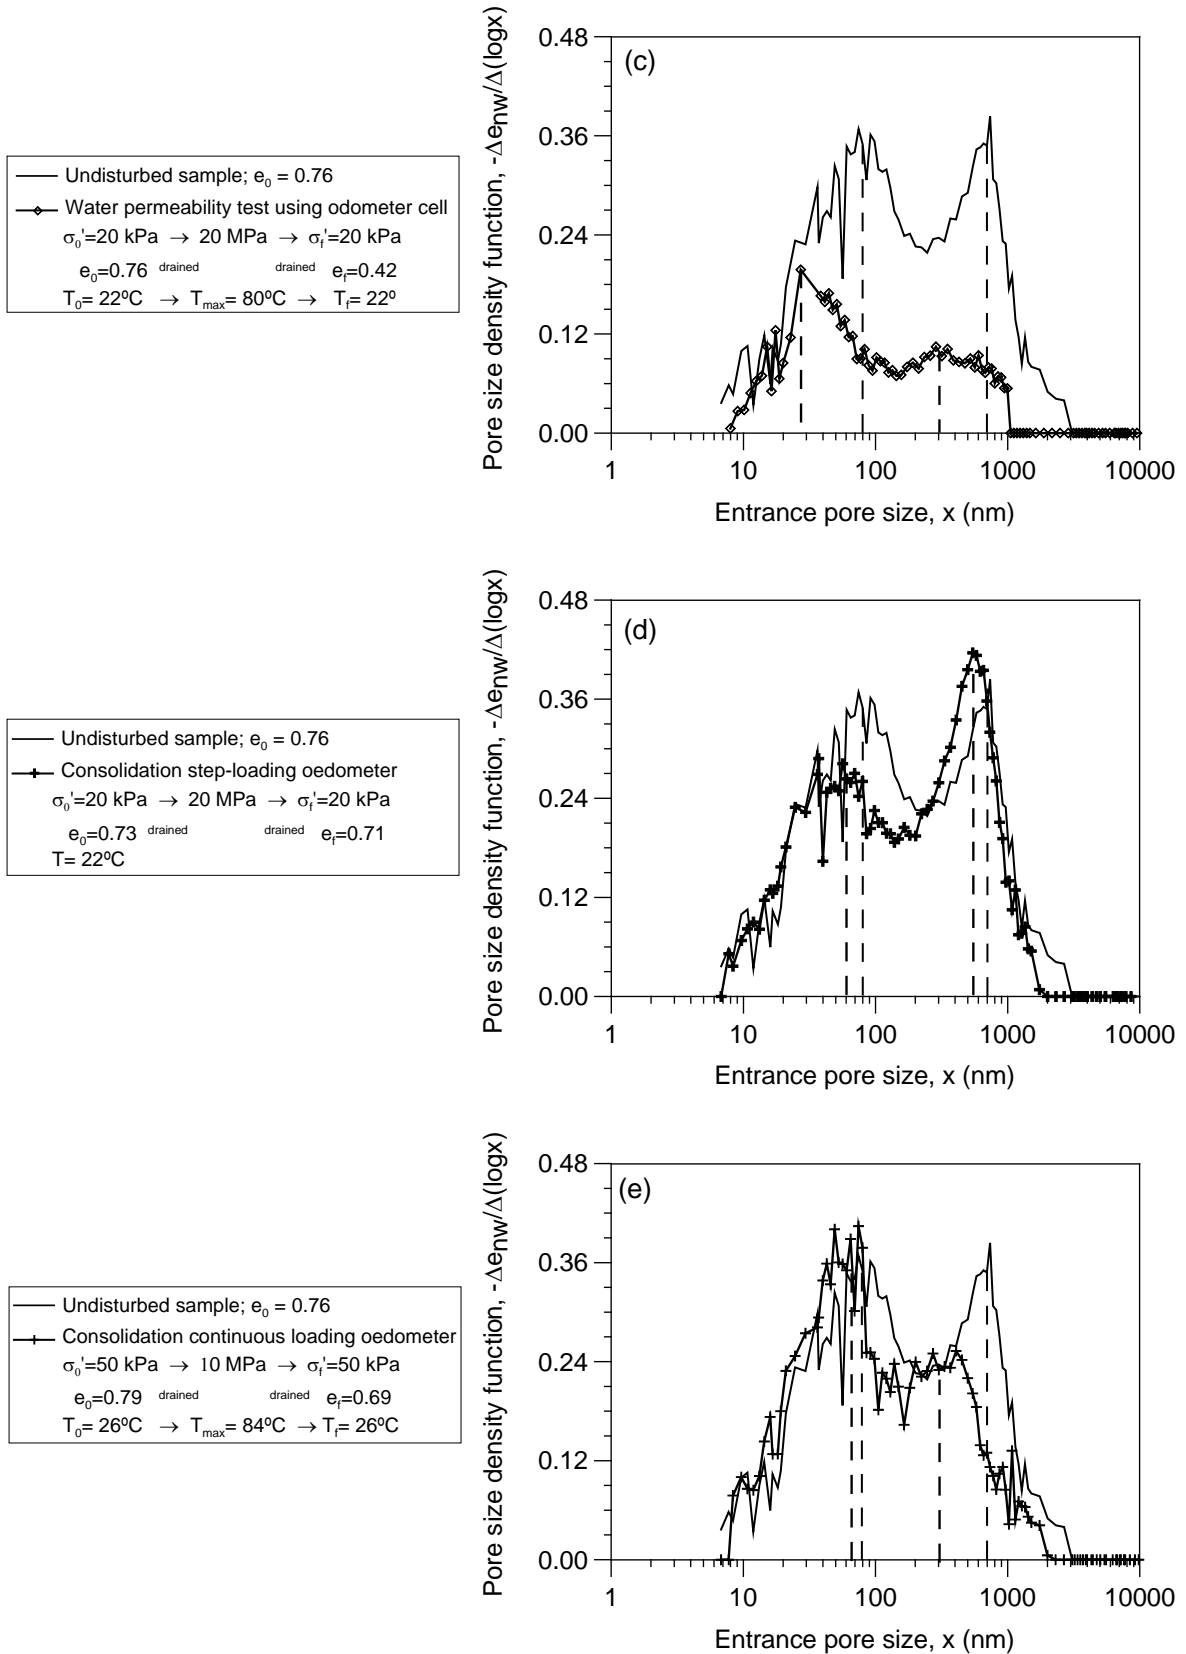 0.48
(c)
0.36
0.24
0.12
0.00
1 10 100 1000 10000
Entrance pore size, x (nm)
Pore size density function, -Δenw/Δ(logx)
Undisturbed sample; e0 = 0.76
Water permeability test using odometer cell
σ0'=20 kPa → 20 MPa → σf'=20 kPa
e0=0.76 drained drained ef=0.42
T0= 22ºC → Tmax= 80ºC → Tf= 22º
0.48
(d)
0.36
0.24
0.12
0.00
1 10 100 1000 10000
Entrance pore size, x (nm)
Pore size density function, -Δenw/Δ(logx)
Undisturbed sample; e0 = 0.76
Consolidation step-loading oedometer
σ0'=20 kPa → 20 MPa → σf'=20 kPa
e0=0.73 drained drained ef=0.71
T= 22ºC
0.48
(e)
0.36
0.24
0.12
0.00
1 10 100 1000 10000
Entrance pore size, x (nm)
Pore size density function, -Δenw/Δ(logx)
Undisturbed sample; e0 = 0.76
Consolidation continuous loading oedometer
σ0'=50 kPa → 10 MPa → σf'=50 kPa
e0=0.79 drained drained ef=0.69
T0= 26ºC → Tmax= 84ºC → Tf= 26ºC